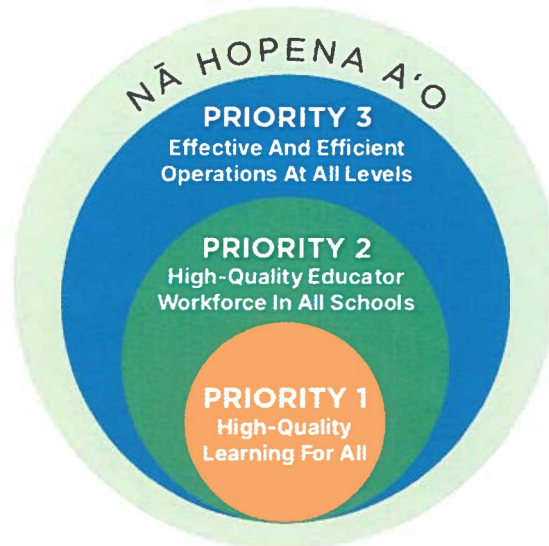 NĀ HOPENA AʻO
PRIORITY 3
Effective And Efficient
Operations At All Levels
PRIORITY 2
High-Quality Educator
Workforce In All Schools
PRIORITY 1
High-Quality
Learning For All